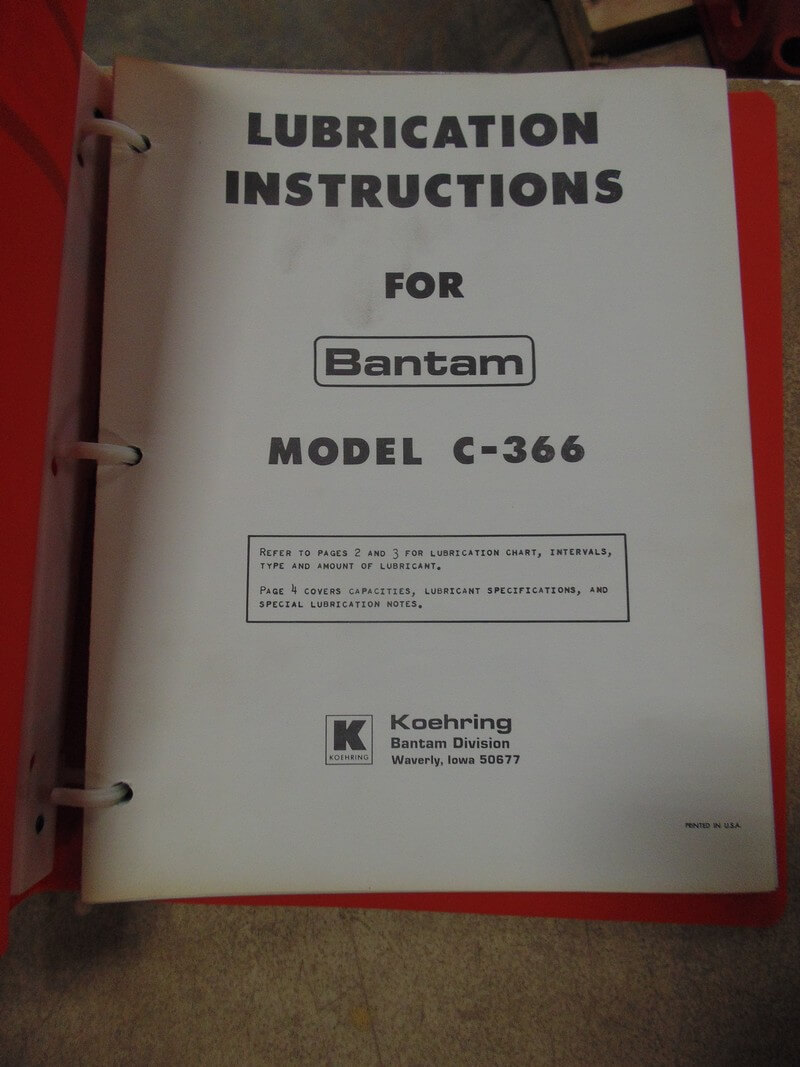 LUBRICATION
INSTRUCTIONS
FOR
Bantam
MODEL C-366
REFER TO PAGES 2 AND 3 FOR LUBRICATION CHART, INTERVALS,
TYPE AND AMOUNT OF LUBRICANT.
PAGE 4 COVERS CAPACITIES, LUBRICANT SPECIFICATIONS, AND
SPECIAL LUBRICATION NOTES.
K
KOEHRING
Koehring
Bantam Division
Waverly, Iowa 50677
PRINTED IN U.S.A.